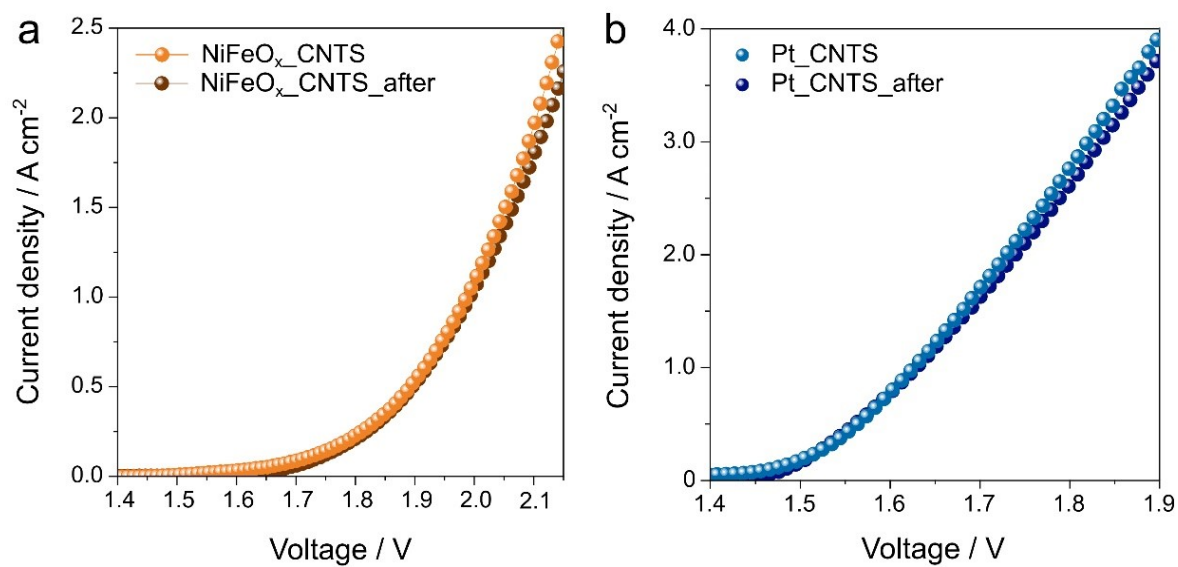 a
2.5
NiFeOₓ_CNTS
NiFeOₓ_CNTS_after
2.0
1.5
1.0
0.5
0.0
1.4 1.5 1.6 1.7 1.8 1.9 2.0 2.1
Current density / A cm⁻²
Voltage / V
b
4.0
Pt_CNTS
Pt_CNTS_after
3.0
2.0
1.0
0
1.4 1.5 1.6 1.7 1.8 1.9
Current density / A cm⁻²
Voltage / V